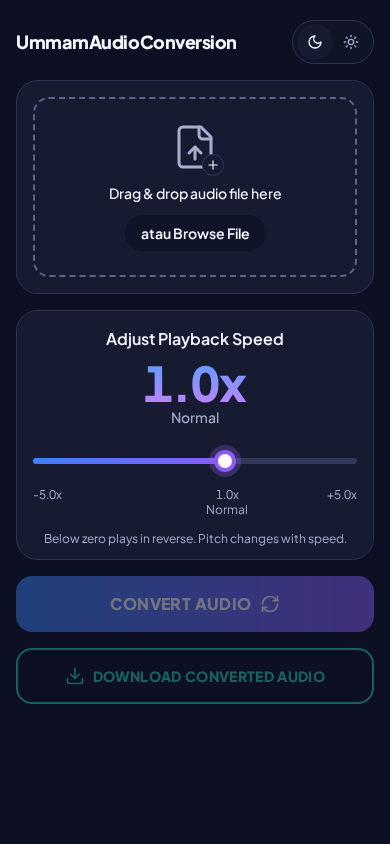 UmmamAudioConversion
Drag & drop audio file here
atau Browse File
Adjust Playback Speed
1.0x
Normal
-5.0x
1.0x
+5.0x
Normal
Below zero plays in reverse. Pitch changes with speed.
CONVERT AUDIO
DOWNLOAD CONVERTED AUDIO